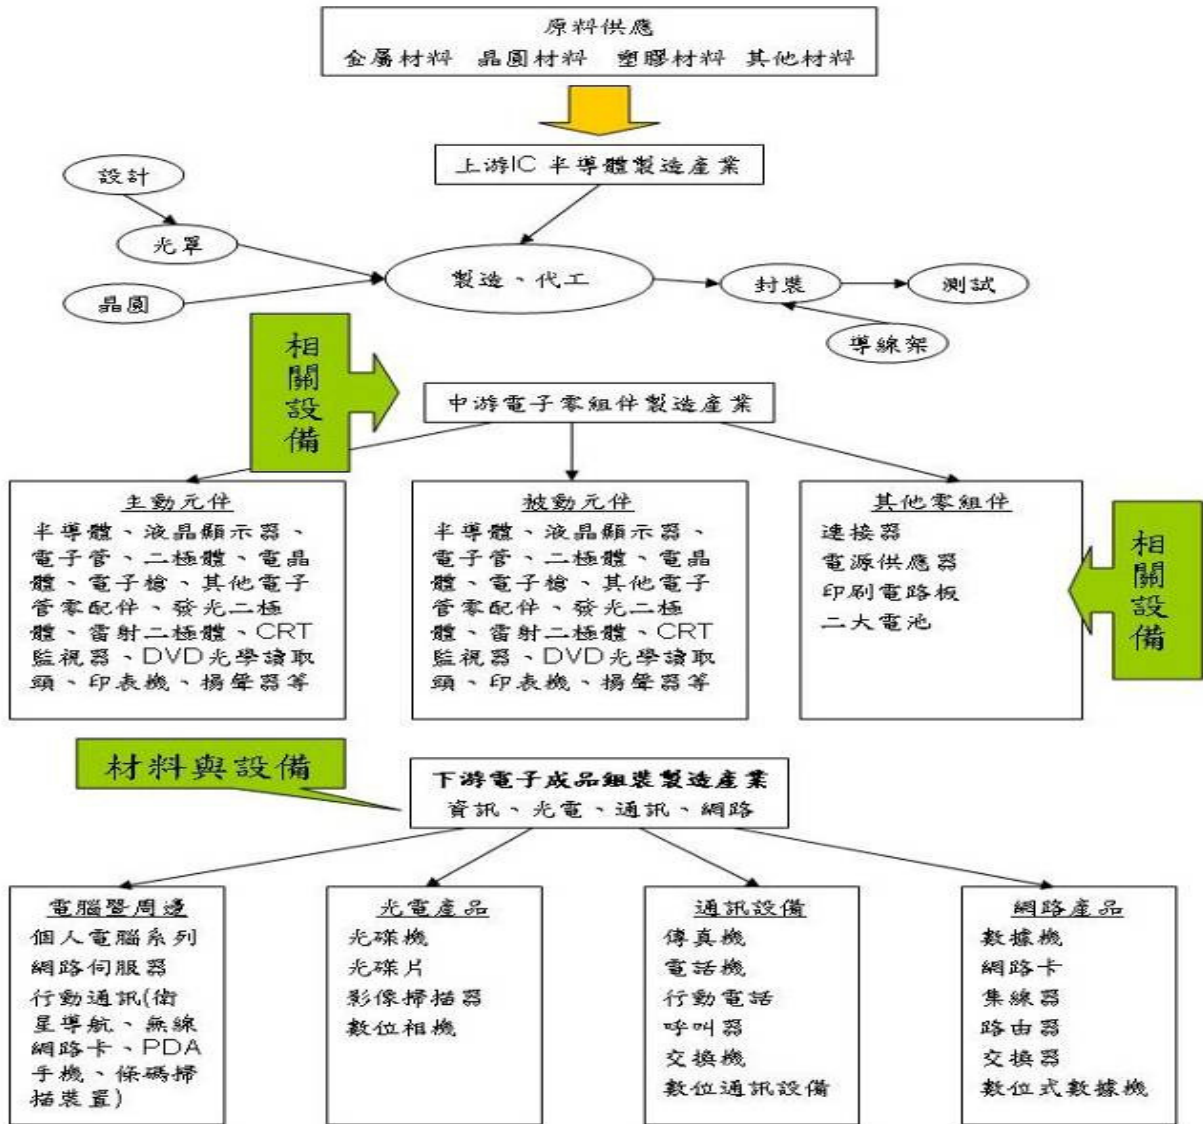 原料供應
金屬材料 晶圓材料 塑膠材料 其他材料
上游IC 半導體製造產業
設計
光罩
晶圓
製造、代工
封裝
測試
導線架
相關設備
中游電子零組件製造產業
主動元件
半導體、液晶顯示器、
電子管、二極體、電晶
體、電子槍、其他電子
管零配件、發光二極
體、雷射二極體、CRT
監視器、DVD光學讀取
頭、印表機、揚聲器等
被動元件
半導體、液晶顯示器、
電子管、二極體、電晶
體、電子槍、其他電子
管零配件、發光二極
體、雷射二極體、CRT
監視器、DVD光學讀取
頭、印表機、揚聲器等
其他零組件
連接器
電源供應器
印刷電路板
二大電池
相關設備
材料與設備
下游電子成品組裝製造產業
資訊、光電、通訊、網路
電腦暨周邊
個人電腦系列
網路伺服器
行動通訊(衛
星導航、無線
網路卡、PDA
手機、條碼掃
描裝置)
光電產品
光碟機
光碟片
影像掃描器
數位相機
通訊設備
傳真機
電話機
行動電話
呼叫器
交換機
數位通訊設備
網路產品
數據機
網路卡
集線器
路由器
交換器
數位式數據機